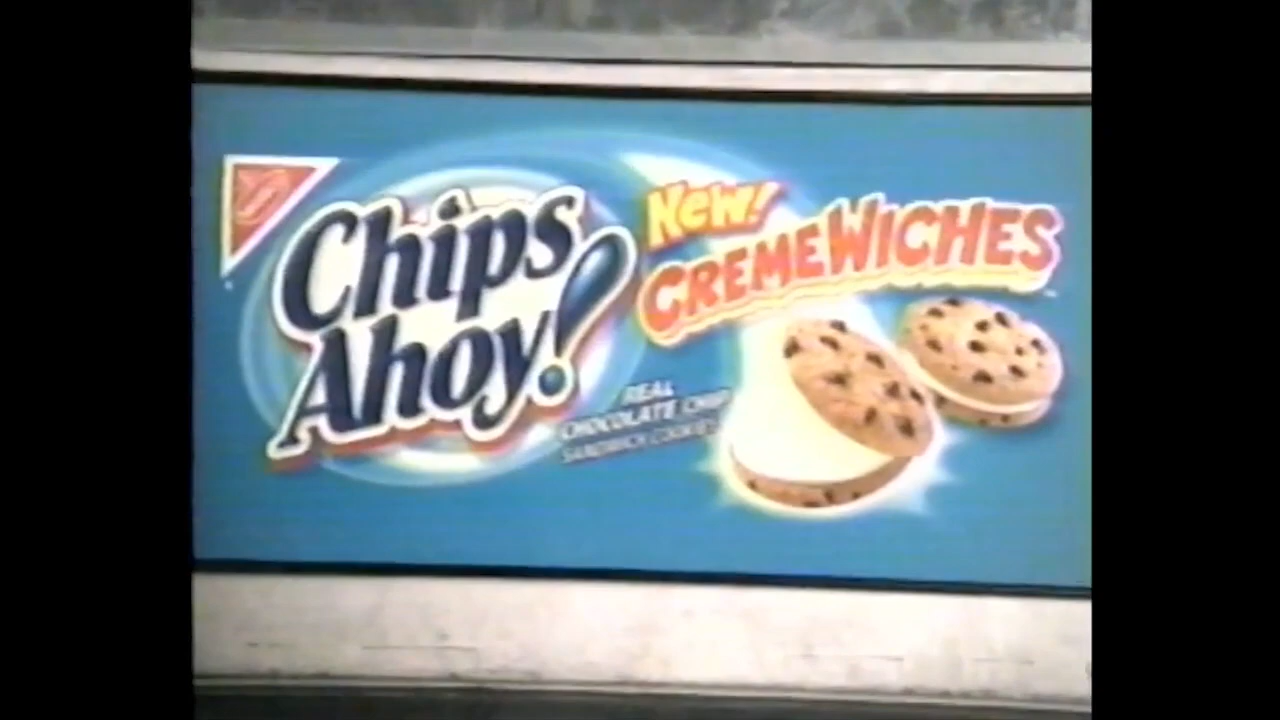 Chips
Ahoy!
New!
CREMEWICHES
REAL
CHOCOLATE CHIP
SANDWICH COOKIES